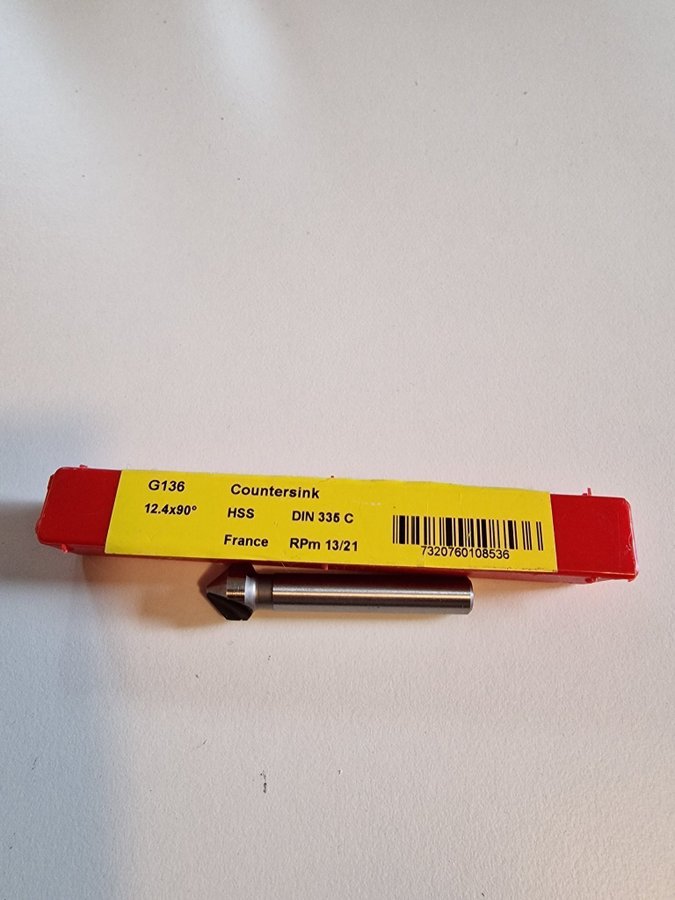 G136 Countersink
12.4x90° HSS DIN 335 C
France RPm 13/21
7320760108536